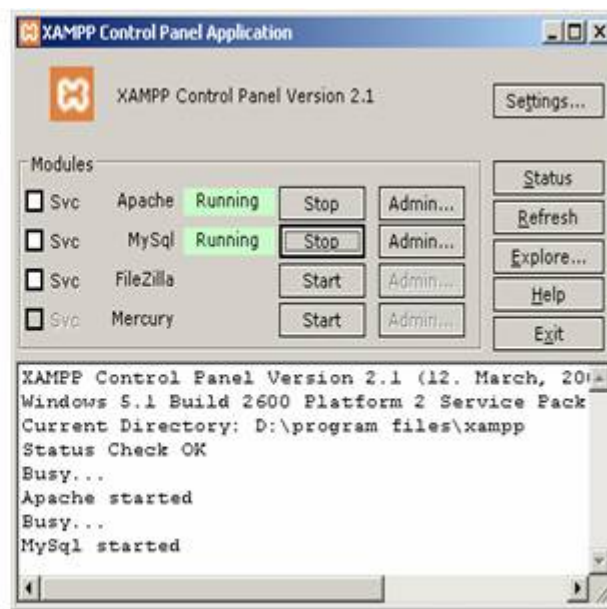 XAMPP Control Panel Application
XAMPP Control Panel Version 2.1
Settings...
Modules
Svc Apache Running Stop Admin...
Svc MySql Running Stop Admin...
Svc FileZilla Start Admin...
Svc Mercury Start Admin...
Status
Refresh
Explore...
Help
Exit
XAMPP Control Panel Version 2.1 (12. March,
Windows 5.1 Build 2600 Platform 2 Service Pack
Current Directory: D:\program files\xampp
Status Check OK
Busy...
Apache started
Busy...
MySql started